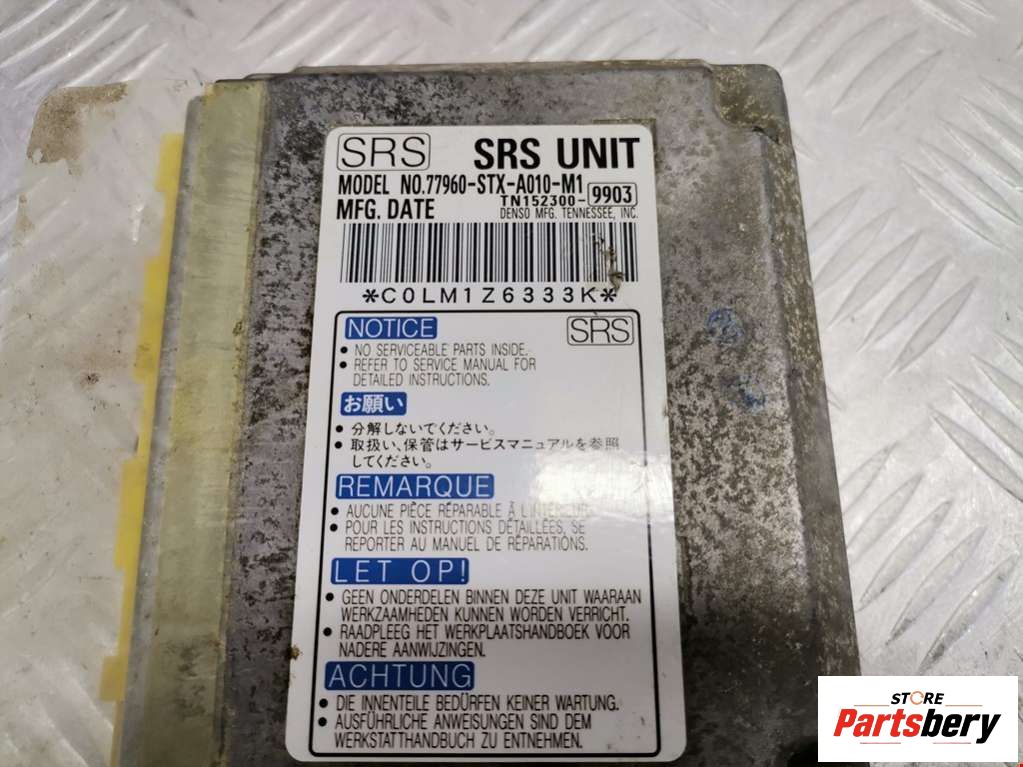 SRS SRS UNIT
MODEL NO.77960-STX-A010-M1
TN152300-9903
MFG. DATE DENSO MFG. TENNESSEE, INC.
*C0LM1Z6333K*
NOTICE SRS
• NO SERVICEABLE PARTS INSIDE.
• REFER TO SERVICE MANUAL FOR
DETAILED INSTRUCTIONS.
お願い
• 分解しないでください。
• 取扱い、保管はサービスマニュアルを参照
してください。
REMARQUE
• AUCUNE PIÈCE RÉPARABLE À L'INTÉRIEUR.
• POUR LES INSTRUCTIONS DÉTAILLÉES, SE
REPORTER AU MANUEL DE RÉPARATIONS.
LET OP!
• GEEN ONDERDELEN BINNEN DEZE UNIT WAARAAN
WERKZAAMHEDEN KUNNEN WORDEN VERRICHT.
• RAADPLEEG HET WERKPLAATSHANDBOEK VOOR
NADERE AANWIJZINGEN.
ACHTUNG
• DIE INNENTEILE BEDÜRFEN KEINER WARTUNG.
• AUSFÜHRLICHE ANWEISUNGEN SIND DEM
WERKSTATTHANDBUCH ZU ENTNEHMEN.
STORE
Partsbery